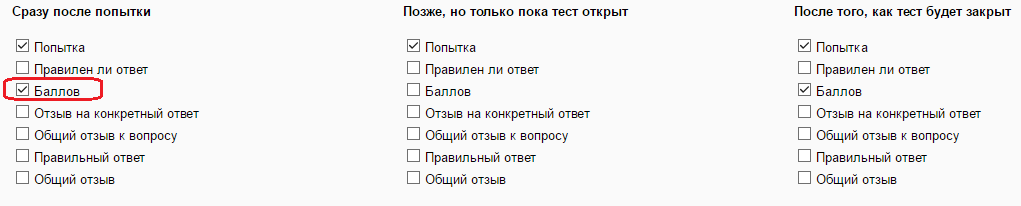 Сразу после попытки
Попытка
Правилен ли ответ
Баллов
Отзыв на конкретный ответ
Общий отзыв к вопросу
Правильный ответ
Общий отзыв
Позже, но только пока тест открыт
Попытка
Правилен ли ответ
Баллов
Отзыв на конкретный ответ
Общий отзыв к вопросу
Правильный ответ
Общий отзыв
После того, как тест будет закрыт
Попытка
Правилен ли ответ
Баллов
Отзыв на конкретный ответ
Общий отзыв к вопросу
Правильный ответ
Общий отзыв